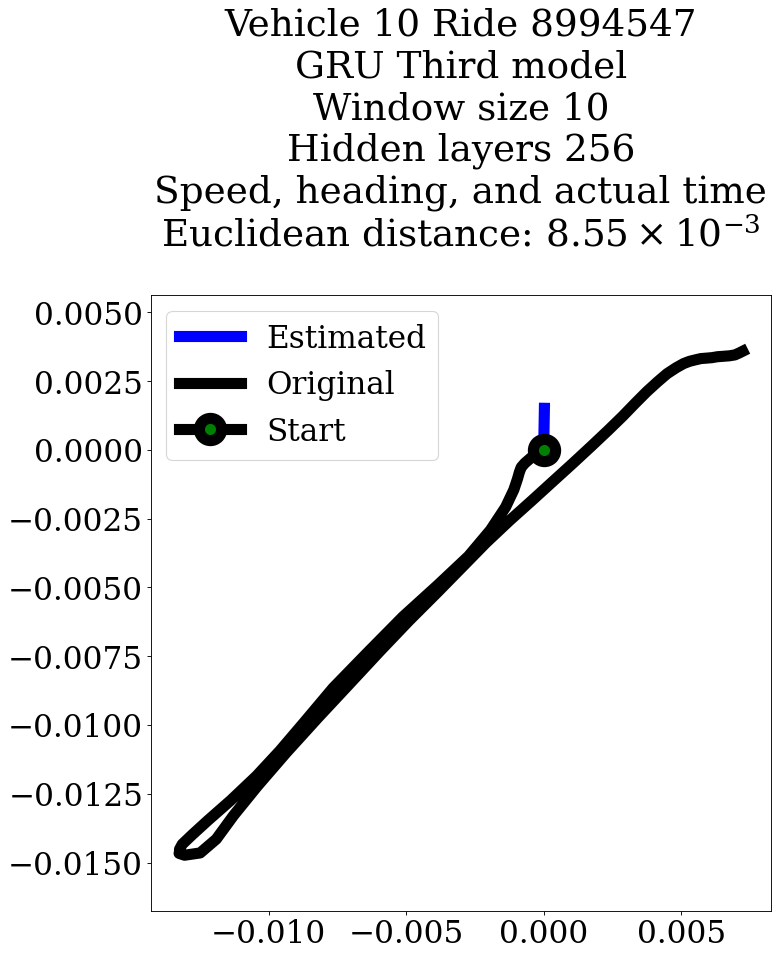 Vehicle 10 Ride 8994547
GRU Third model
Window size 10
Hidden layers 256
Speed, heading, and actual time
Euclidean distance: 8.55 × 10⁻³
Estimated
Original
Start
0.0050
0.0025
0.0000
−0.0025
−0.0050
−0.0075
−0.0100
−0.0125
−0.0150
−0.010 −0.005 0.000 0.005